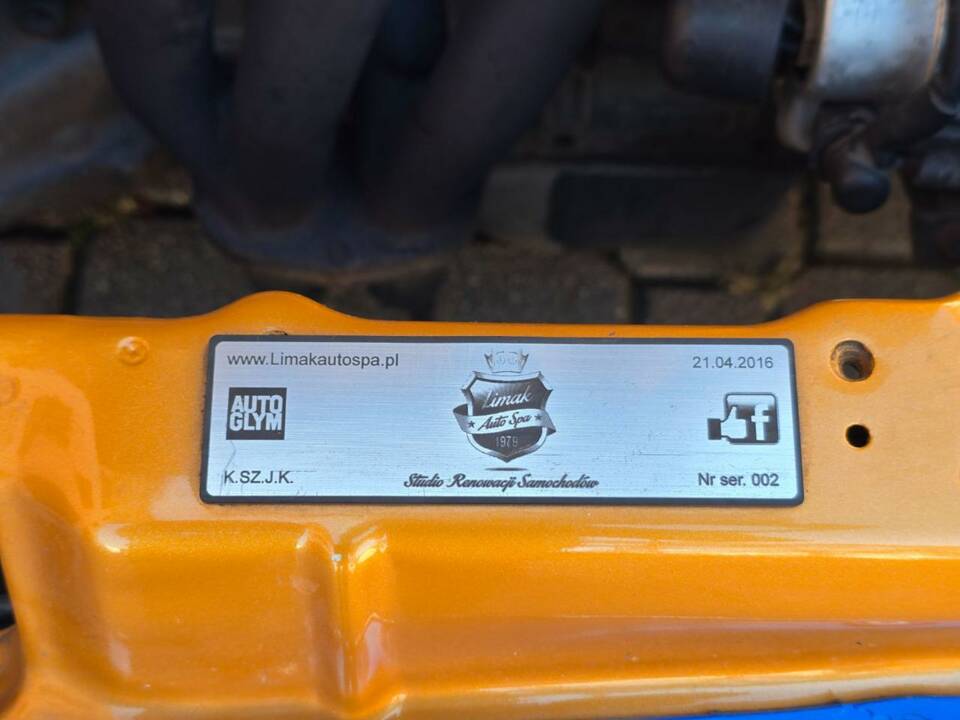 www.Limakautospa.pl
21.04.2016
AUTO
GLYM
Limak
Auto Spa
1979
f
K.SZ.J.K.
Studio Renowacji Samochodów
Nr ser. 002